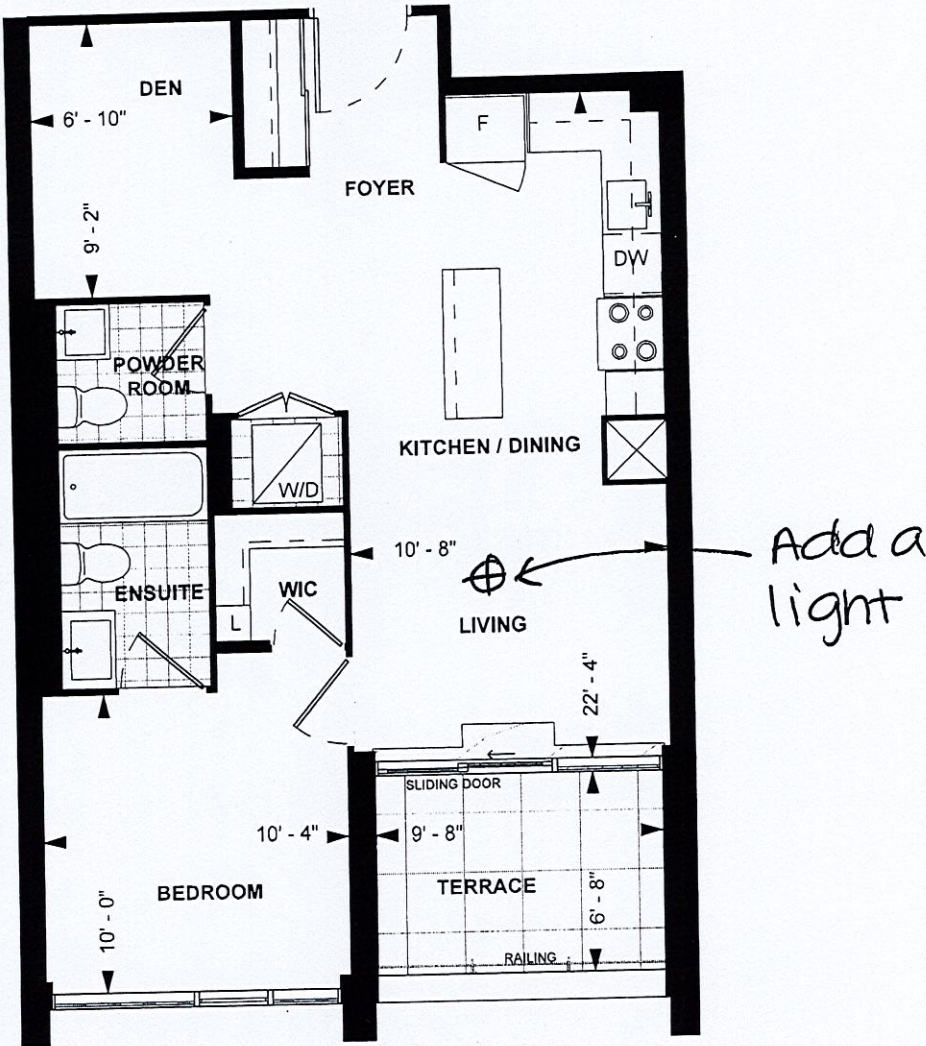 DEN
6' - 10"
F
FOYER
9' - 2"
DW
POWDER
ROOM
KITCHEN / DINING
W/D
10' - 8"
Add a
light
ENSUITE
WIC
L
LIVING
22' - 4"
SLIDING DOOR
10' - 4"
9' - 8"
BEDROOM
TERRACE
10' - 0"
6' - 8"
RAILING